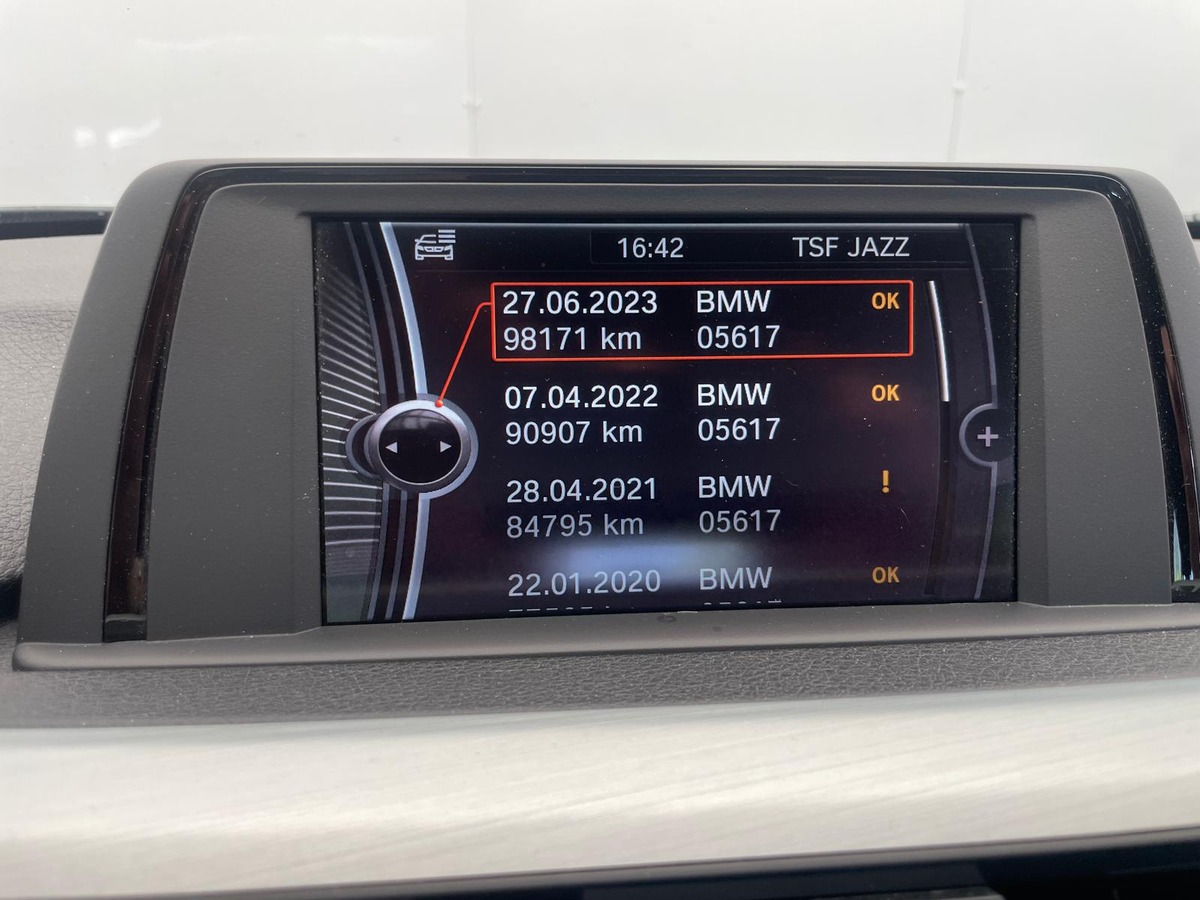 16:42 TSF JAZZ
27.06.2023 BMW OK
98171 km 05617
07.04.2022 BMW OK
90907 km 05617
28.04.2021 BMW !
84795 km 05617
22.01.2020 BMW OK